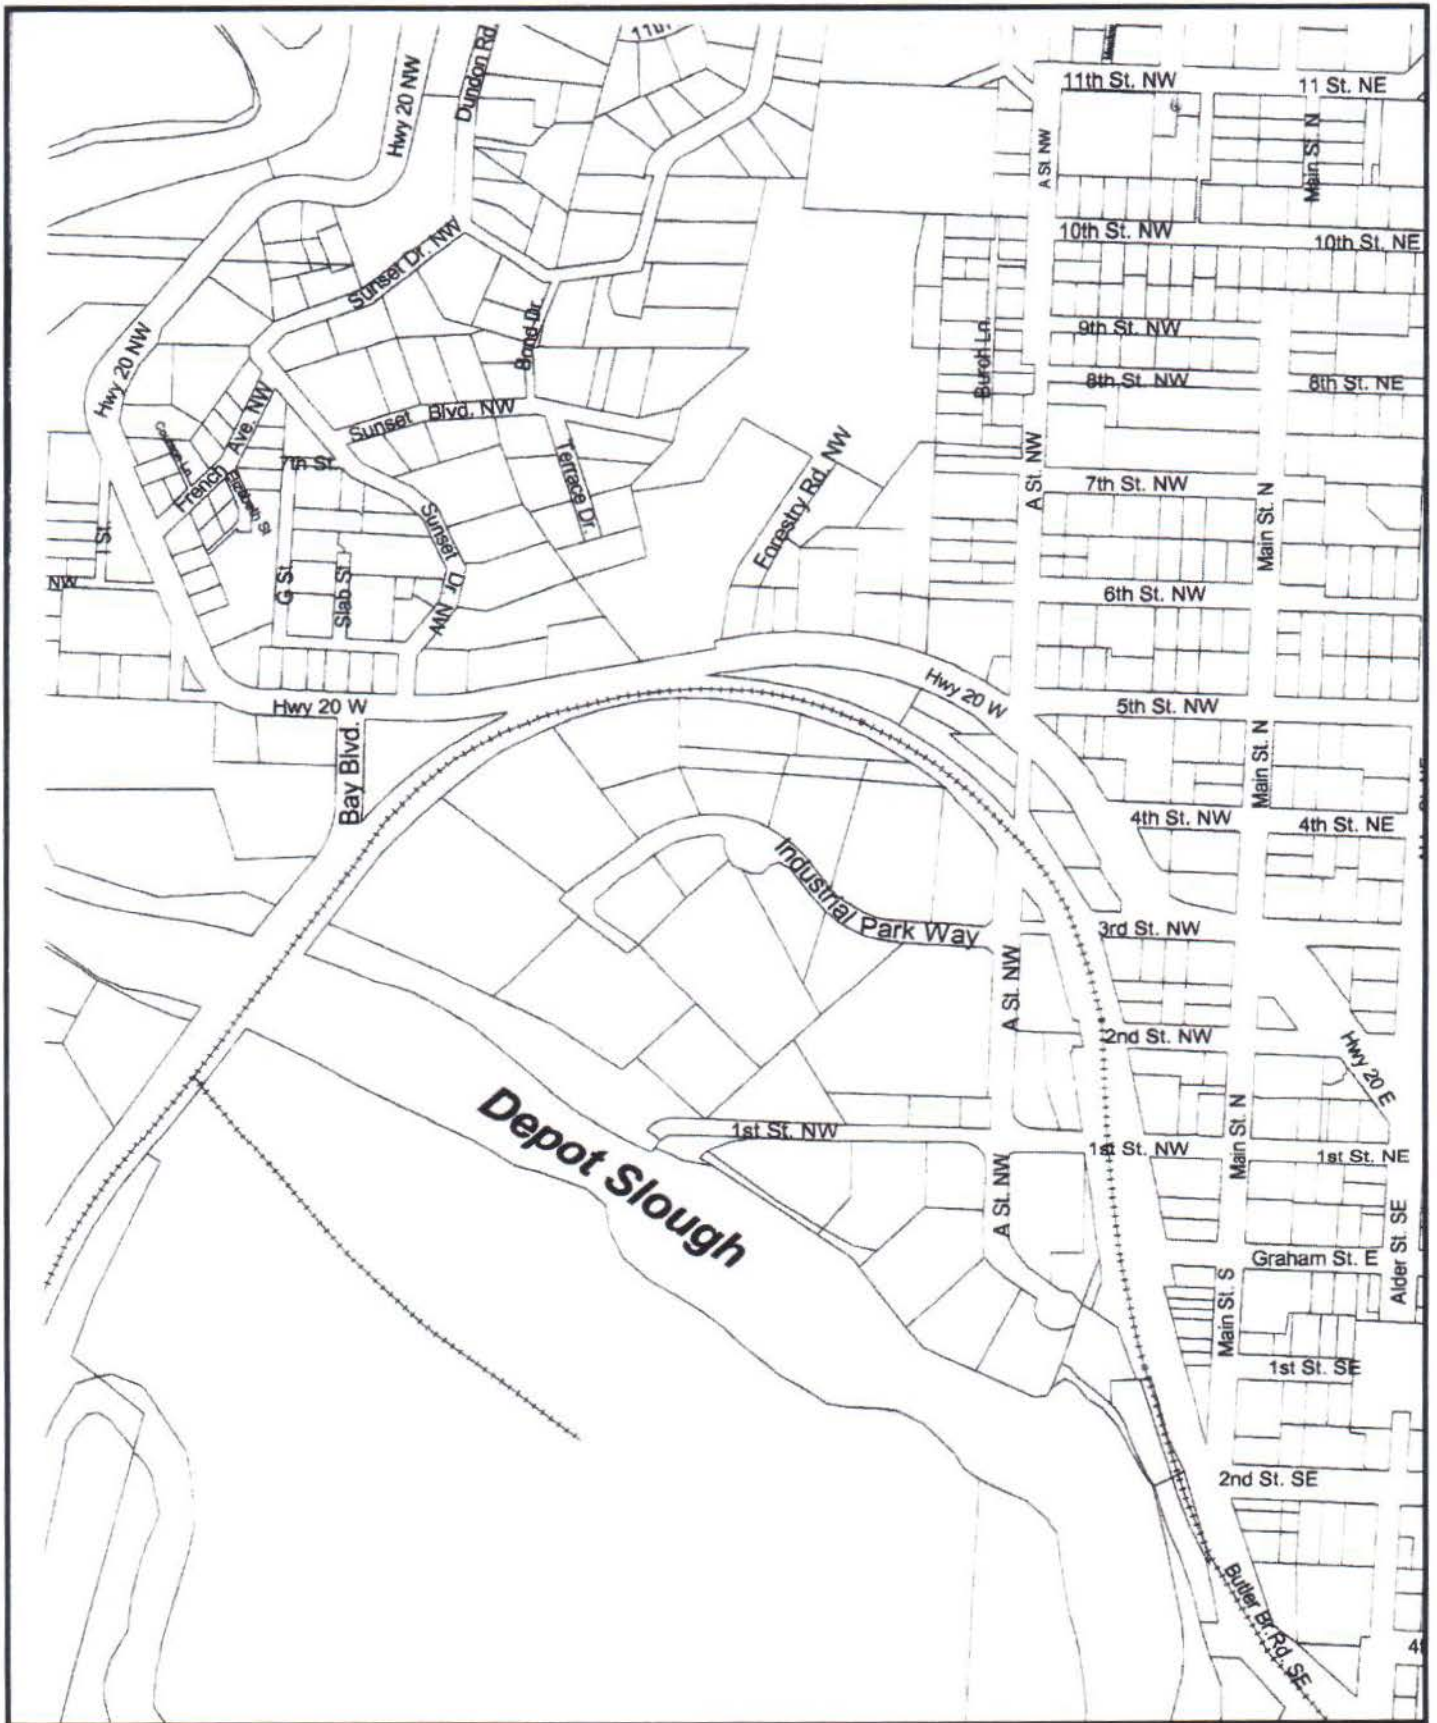 Hwy 20 NW
Dundon Rd.
11th St. NW
11 St. NE
A St. NW
Main St. N
10th St. NW
10th St. NE
Sunset Dr. NW
Bond Dr.
Burch Ln.
9th St. NW
8th St. NW
8th St. NE
Hwy 20 NW
French Ave. NW
Elizabeth St
Sunset Blvd. NW
7th St.
Terrace Dr.
Forestry Rd. NW
A St. NW
7th St. NW
Main St. N
I St.
NW
G St.
Slab St.
Sunset Dr. NW
6th St. NW
Hwy 20 W
Hwy 20 W
5th St. NW
Bay Blvd.
Main St. N
4th St. NW
4th St. NE
Industrial Park Way
3rd St. NW
A St. NW
2nd St. NW
Hwy 20 E
Depot Slough
1st St. NW
1st St. NW
Main St. N
1st St. NE
A St. NW
Graham St. E
Alder St. SE
Main St. S
1st St. SE
2nd St. SE
Butler Br. Rd. SE